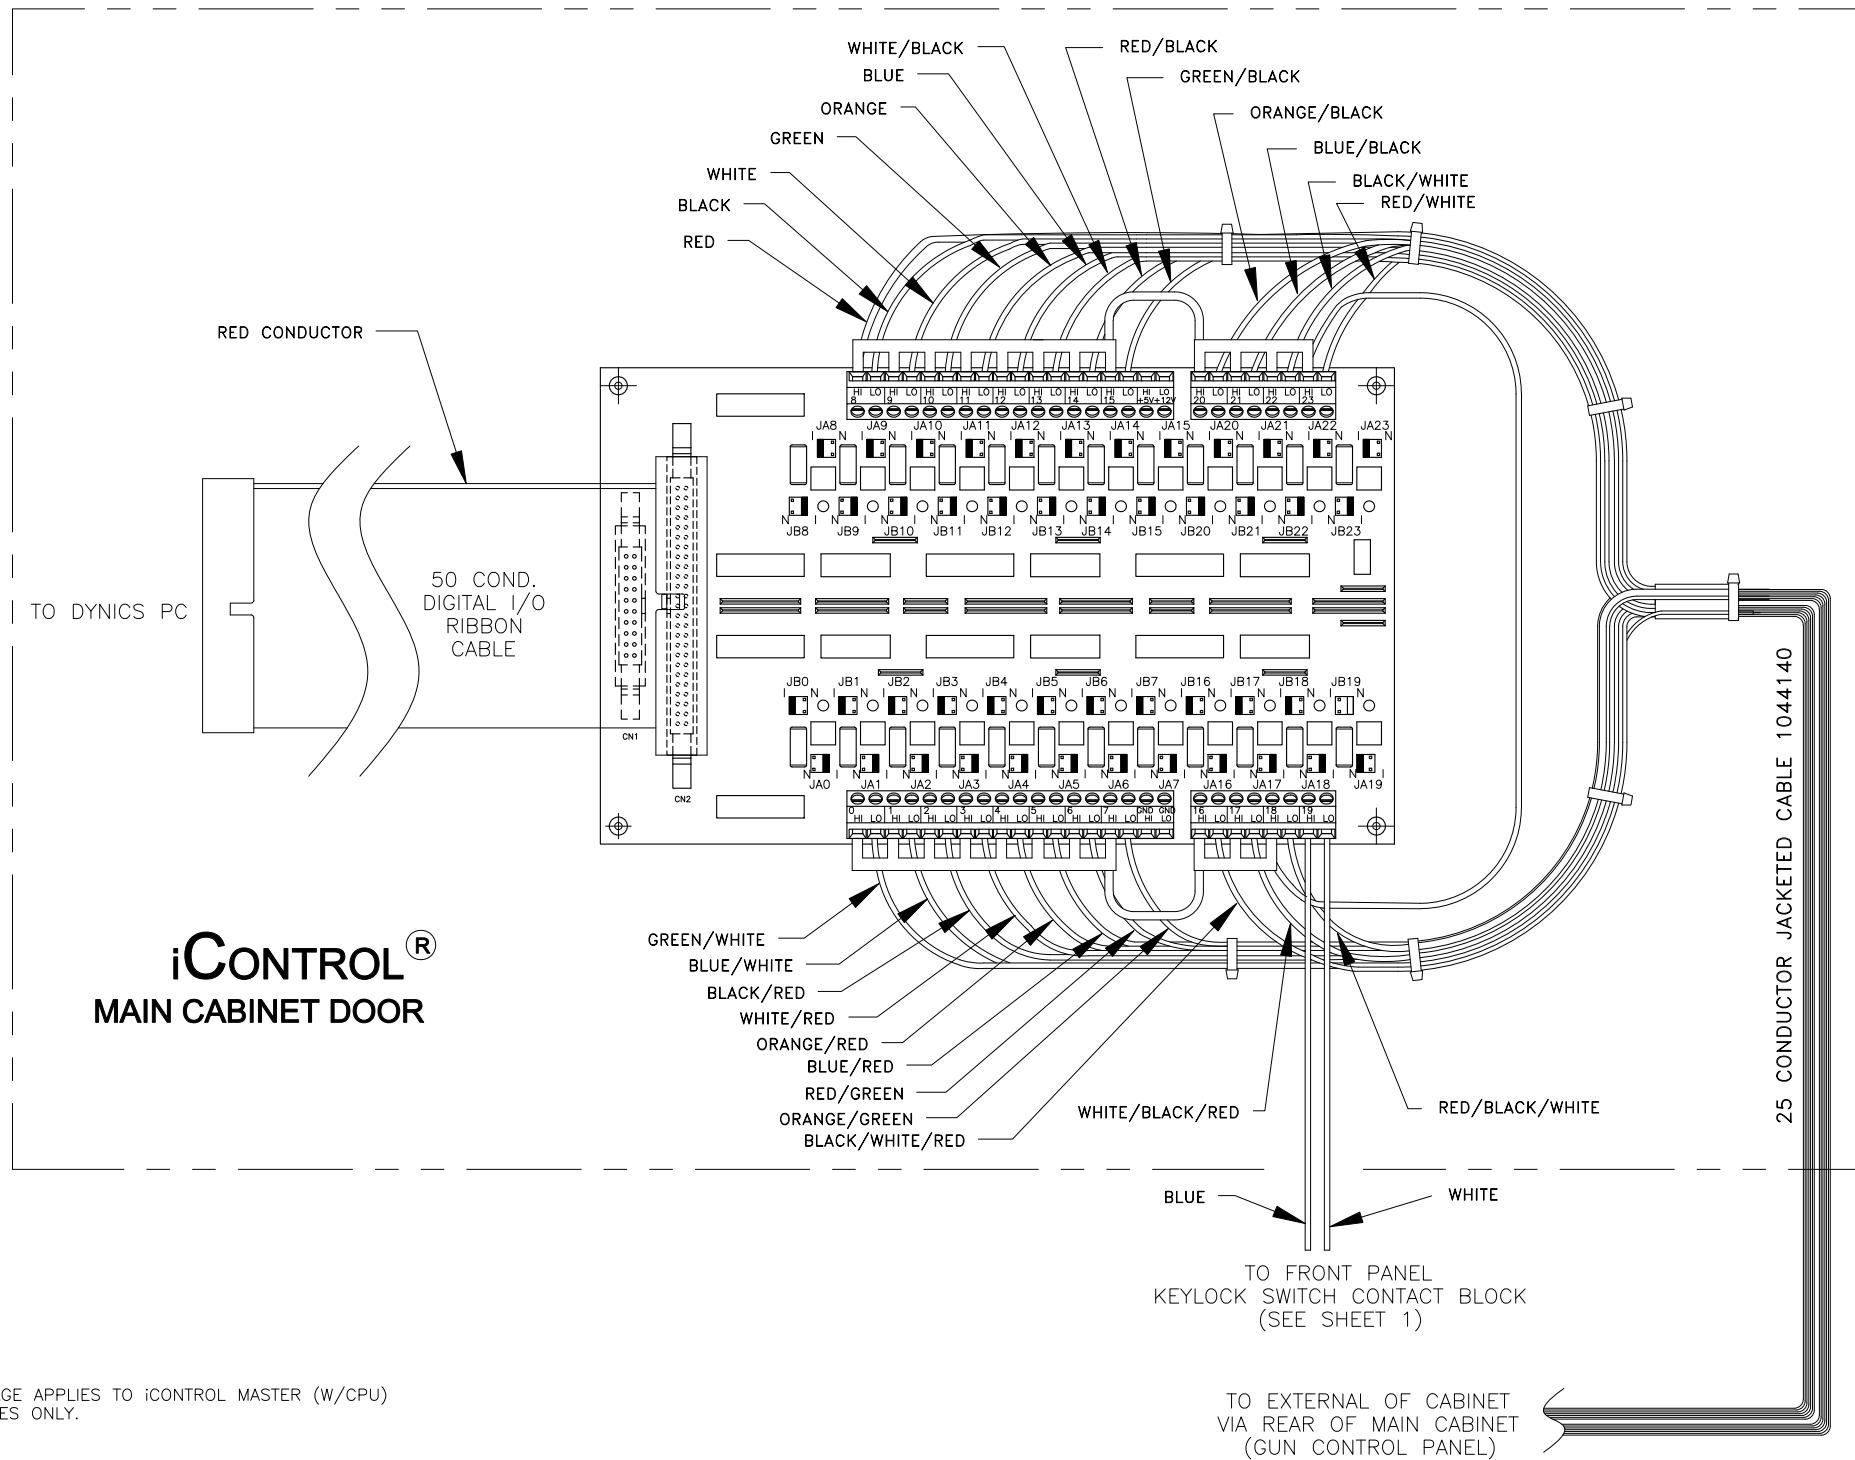 WHITE/BLACK
RED/BLACK
BLUE
GREEN/BLACK
ORANGE
ORANGE/BLACK
GREEN
BLUE/BLACK
WHITE
BLACK/WHITE
BLACK
RED/WHITE
RED
RED CONDUCTOR
HI LO HI LO HI LO HI LO HI LO HI LO HI LO HI LO HI LO
8 9 10 11 12 13 14 15 +5V +12V
HI LO HI LO HI LO HI LO
20 21 22 23
JA8 JA9 JA10 JA11 JA12 JA13 JA14 JA15 JA20 JA21 JA22 JA23
I N I N I N I N I N I N I N I N I N I N I N I N
N I N I N I N I N I N I N I N I N I N I N I N I
JB8 JB9 JB10 JB11 JB12 JB13 JB14 JB15 JB20 JB21 JB22 JB23
50 COND.
DIGITAL I/O
RIBBON
CABLE
TO DYNICS PC
JB0 JB1 JB2 JB3 JB4 JB5 JB6 JB7 JB16 JB17 JB18 JB19
I N I N I N I N I N I N I N I N I N I N I N I N
CN1
N I N I N I N I N I N I N I N I N I N I N I N I
JA0 JA1 JA2 JA3 JA4 JA5 JA6 JA7 JA16 JA17 JA18 JA19
CN2
0 1 2 3 4 5 6 7 GND GND
HI LO HI LO HI LO HI LO HI LO HI LO HI LO HI LO HI LO
16 17 18 19
HI LO HI LO HI LO HI LO
25 CONDUCTOR JACKETED CABLE 1044140
iCONTROL®
MAIN CABINET DOOR
GREEN/WHITE
BLUE/WHITE
BLACK/RED
WHITE/RED
ORANGE/RED
BLUE/RED
RED/GREEN
ORANGE/GREEN
BLACK/WHITE/RED
WHITE/BLACK/RED
RED/BLACK/WHITE
BLUE
WHITE
TO FRONT PANEL
KEYLOCK SWITCH CONTACT BLOCK
(SEE SHEET 1)
GE APPLIES TO iCONTROL MASTER (W/CPU)
ES ONLY.
TO EXTERNAL OF CABINET
VIA REAR OF MAIN CABINET
(GUN CONTROL PANEL)